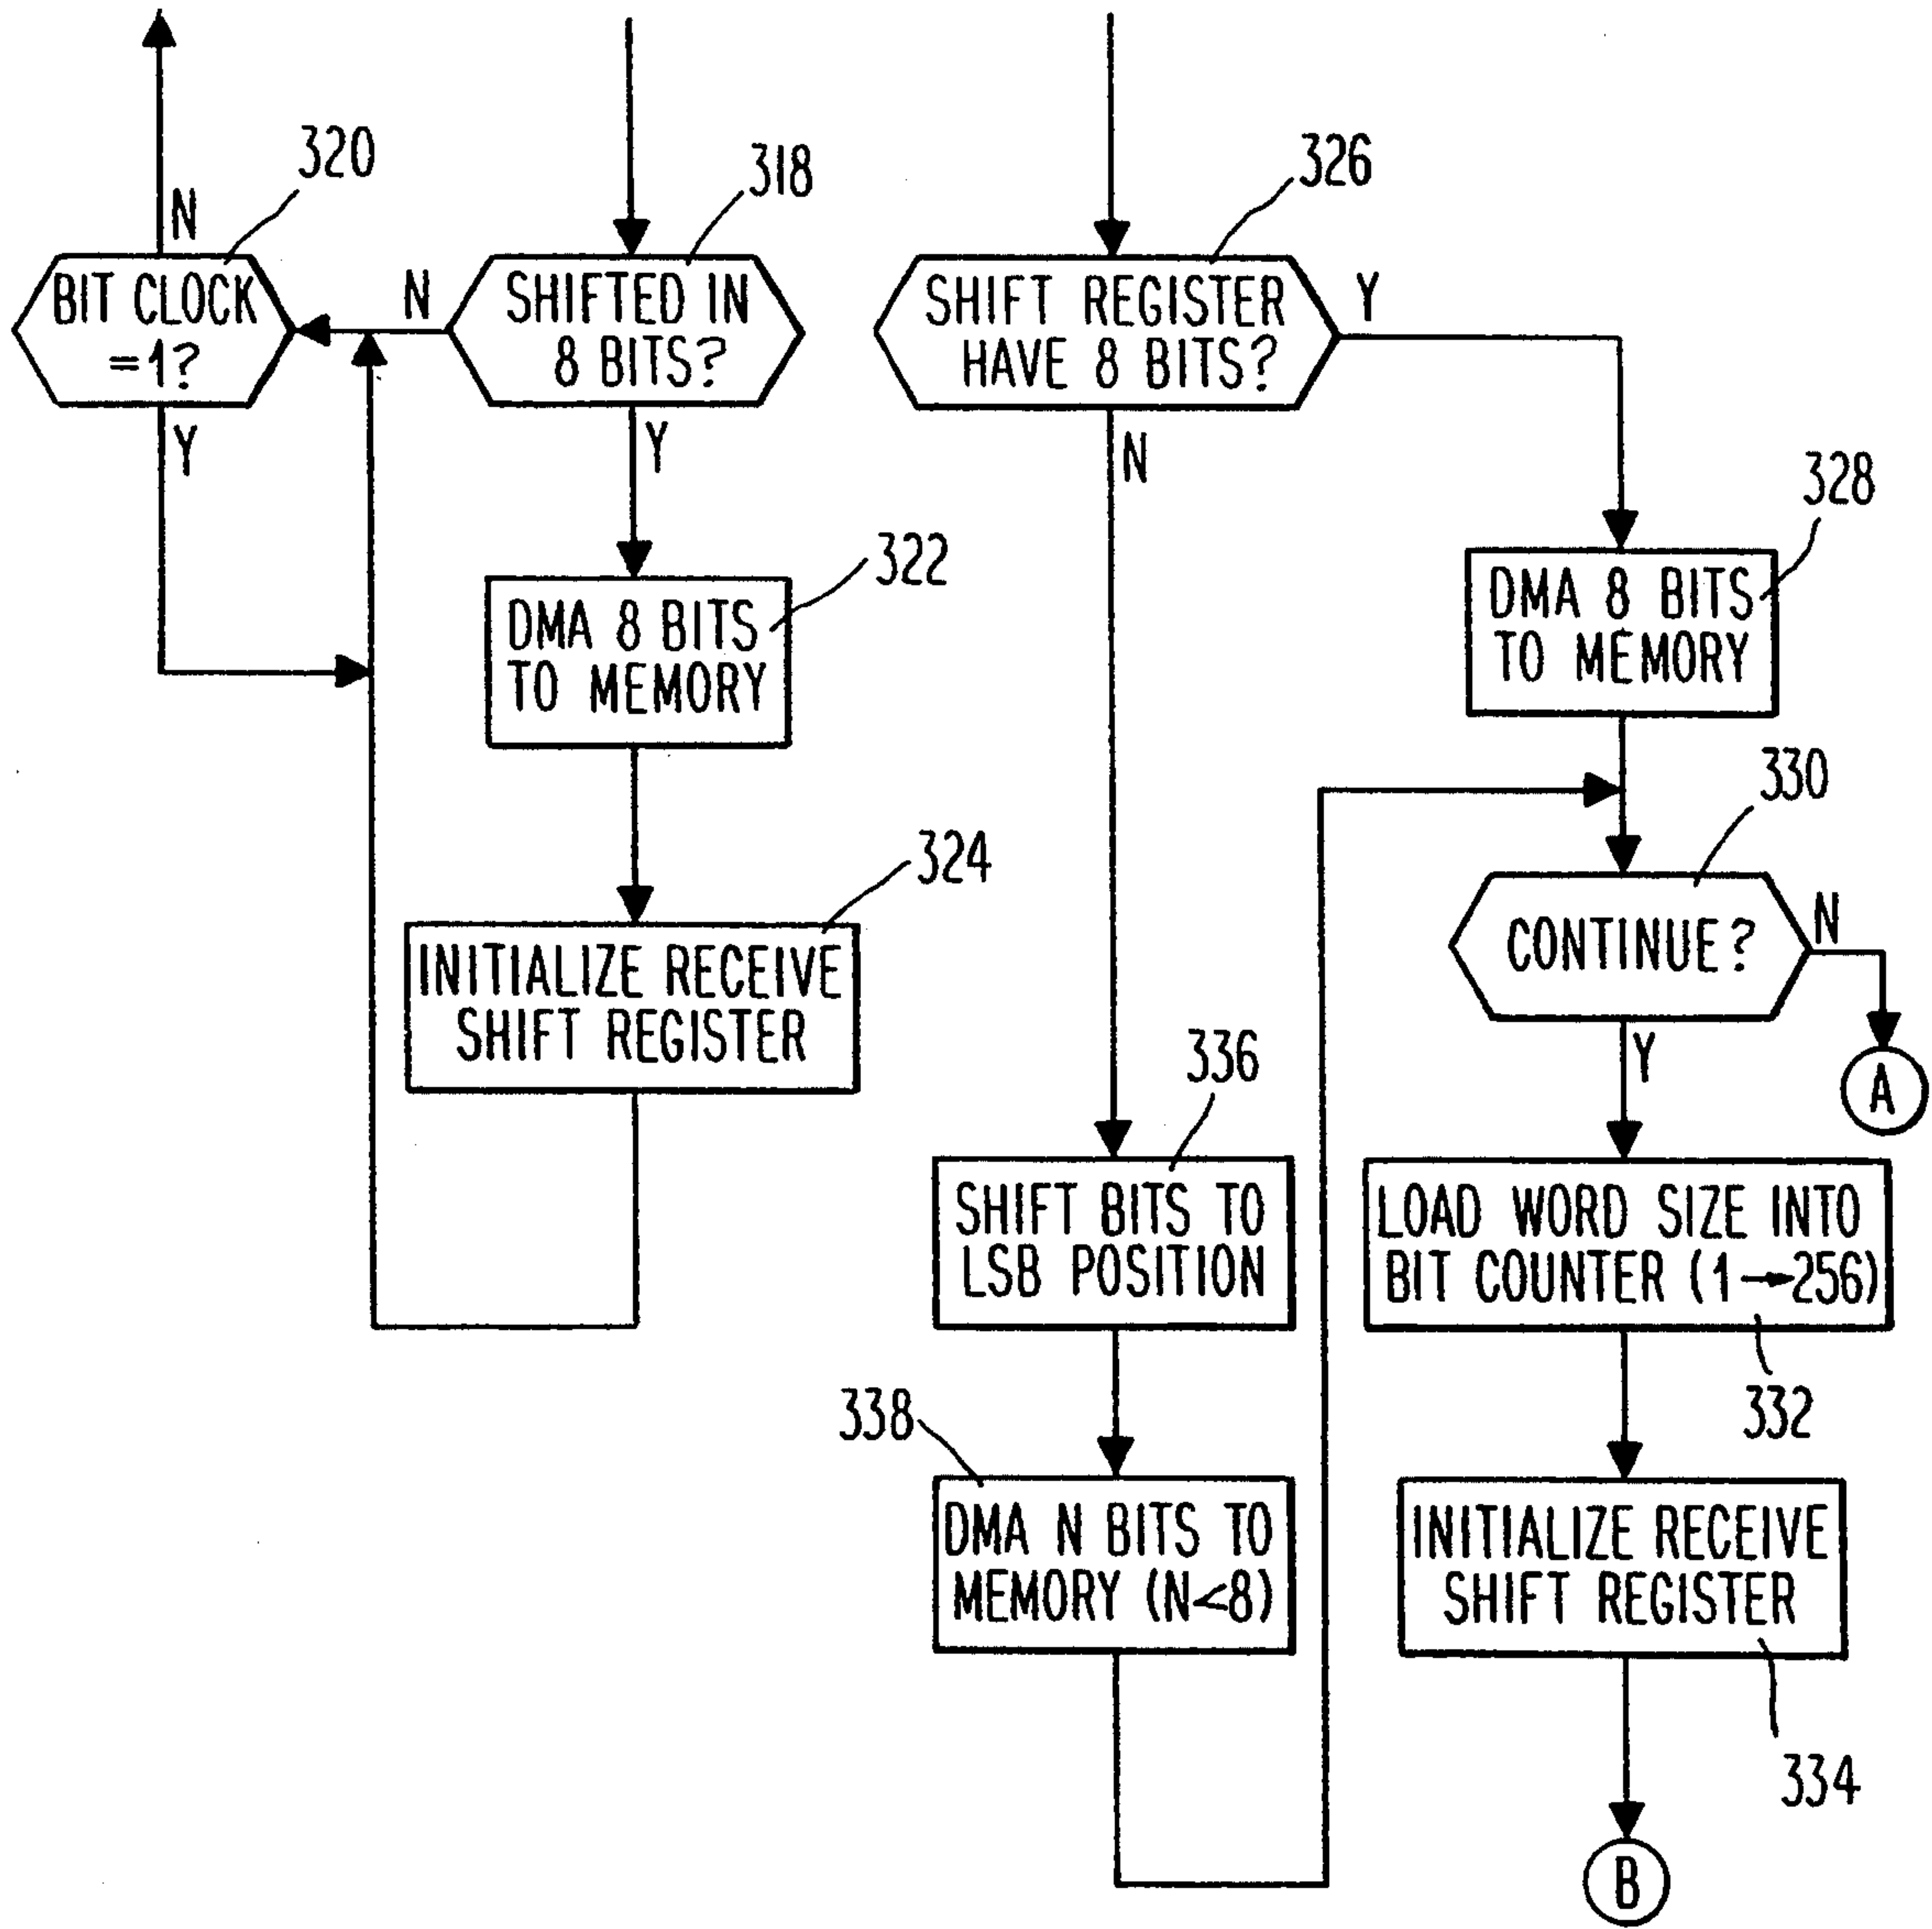 320
318
326
N
BIT CLOCK
=1?
Y
N
SHIFTED IN
8 BITS?
Y
SHIFT REGISTER
HAVE 8 BITS?
Y
N
322
DMA 8 BITS
TO MEMORY
328
DMA 8 BITS
TO MEMORY
324
INITIALIZE RECEIVE
SHIFT REGISTER
330
CONTINUE?
N
A
Y
336
SHIFT BITS TO
LSB POSITION
LOAD WORD SIZE INTO
BIT COUNTER (1→256)
332
338
DMA N BITS TO
MEMORY (N<8)
INITIALIZE RECEIVE
SHIFT REGISTER
334
B